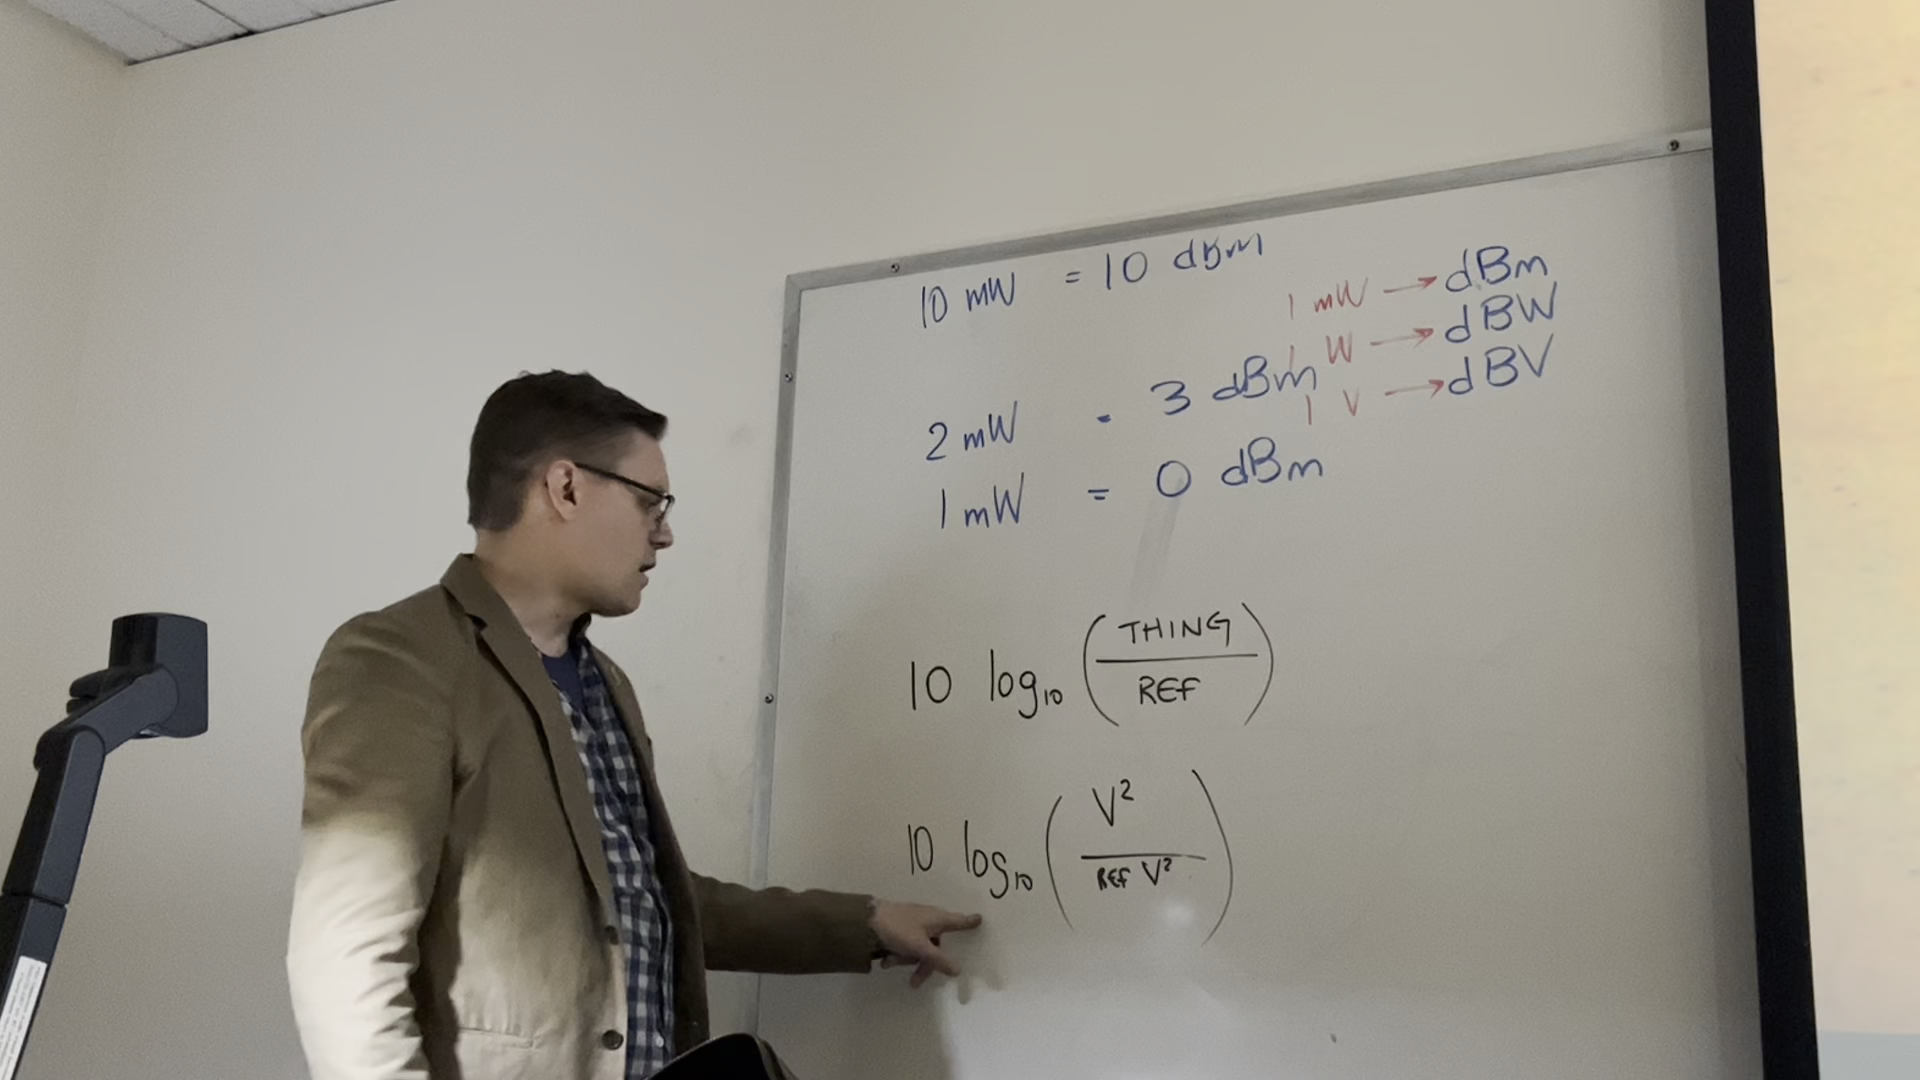 10 mW = 10 dBm
1 mW → dBm
1 W → dBW
1 V → dBV
2 mW = 3 dBm
1 mW = 0 dBm
10 log₁₀ (THING / REF)
10 log₁₀ (V² / REF V²)